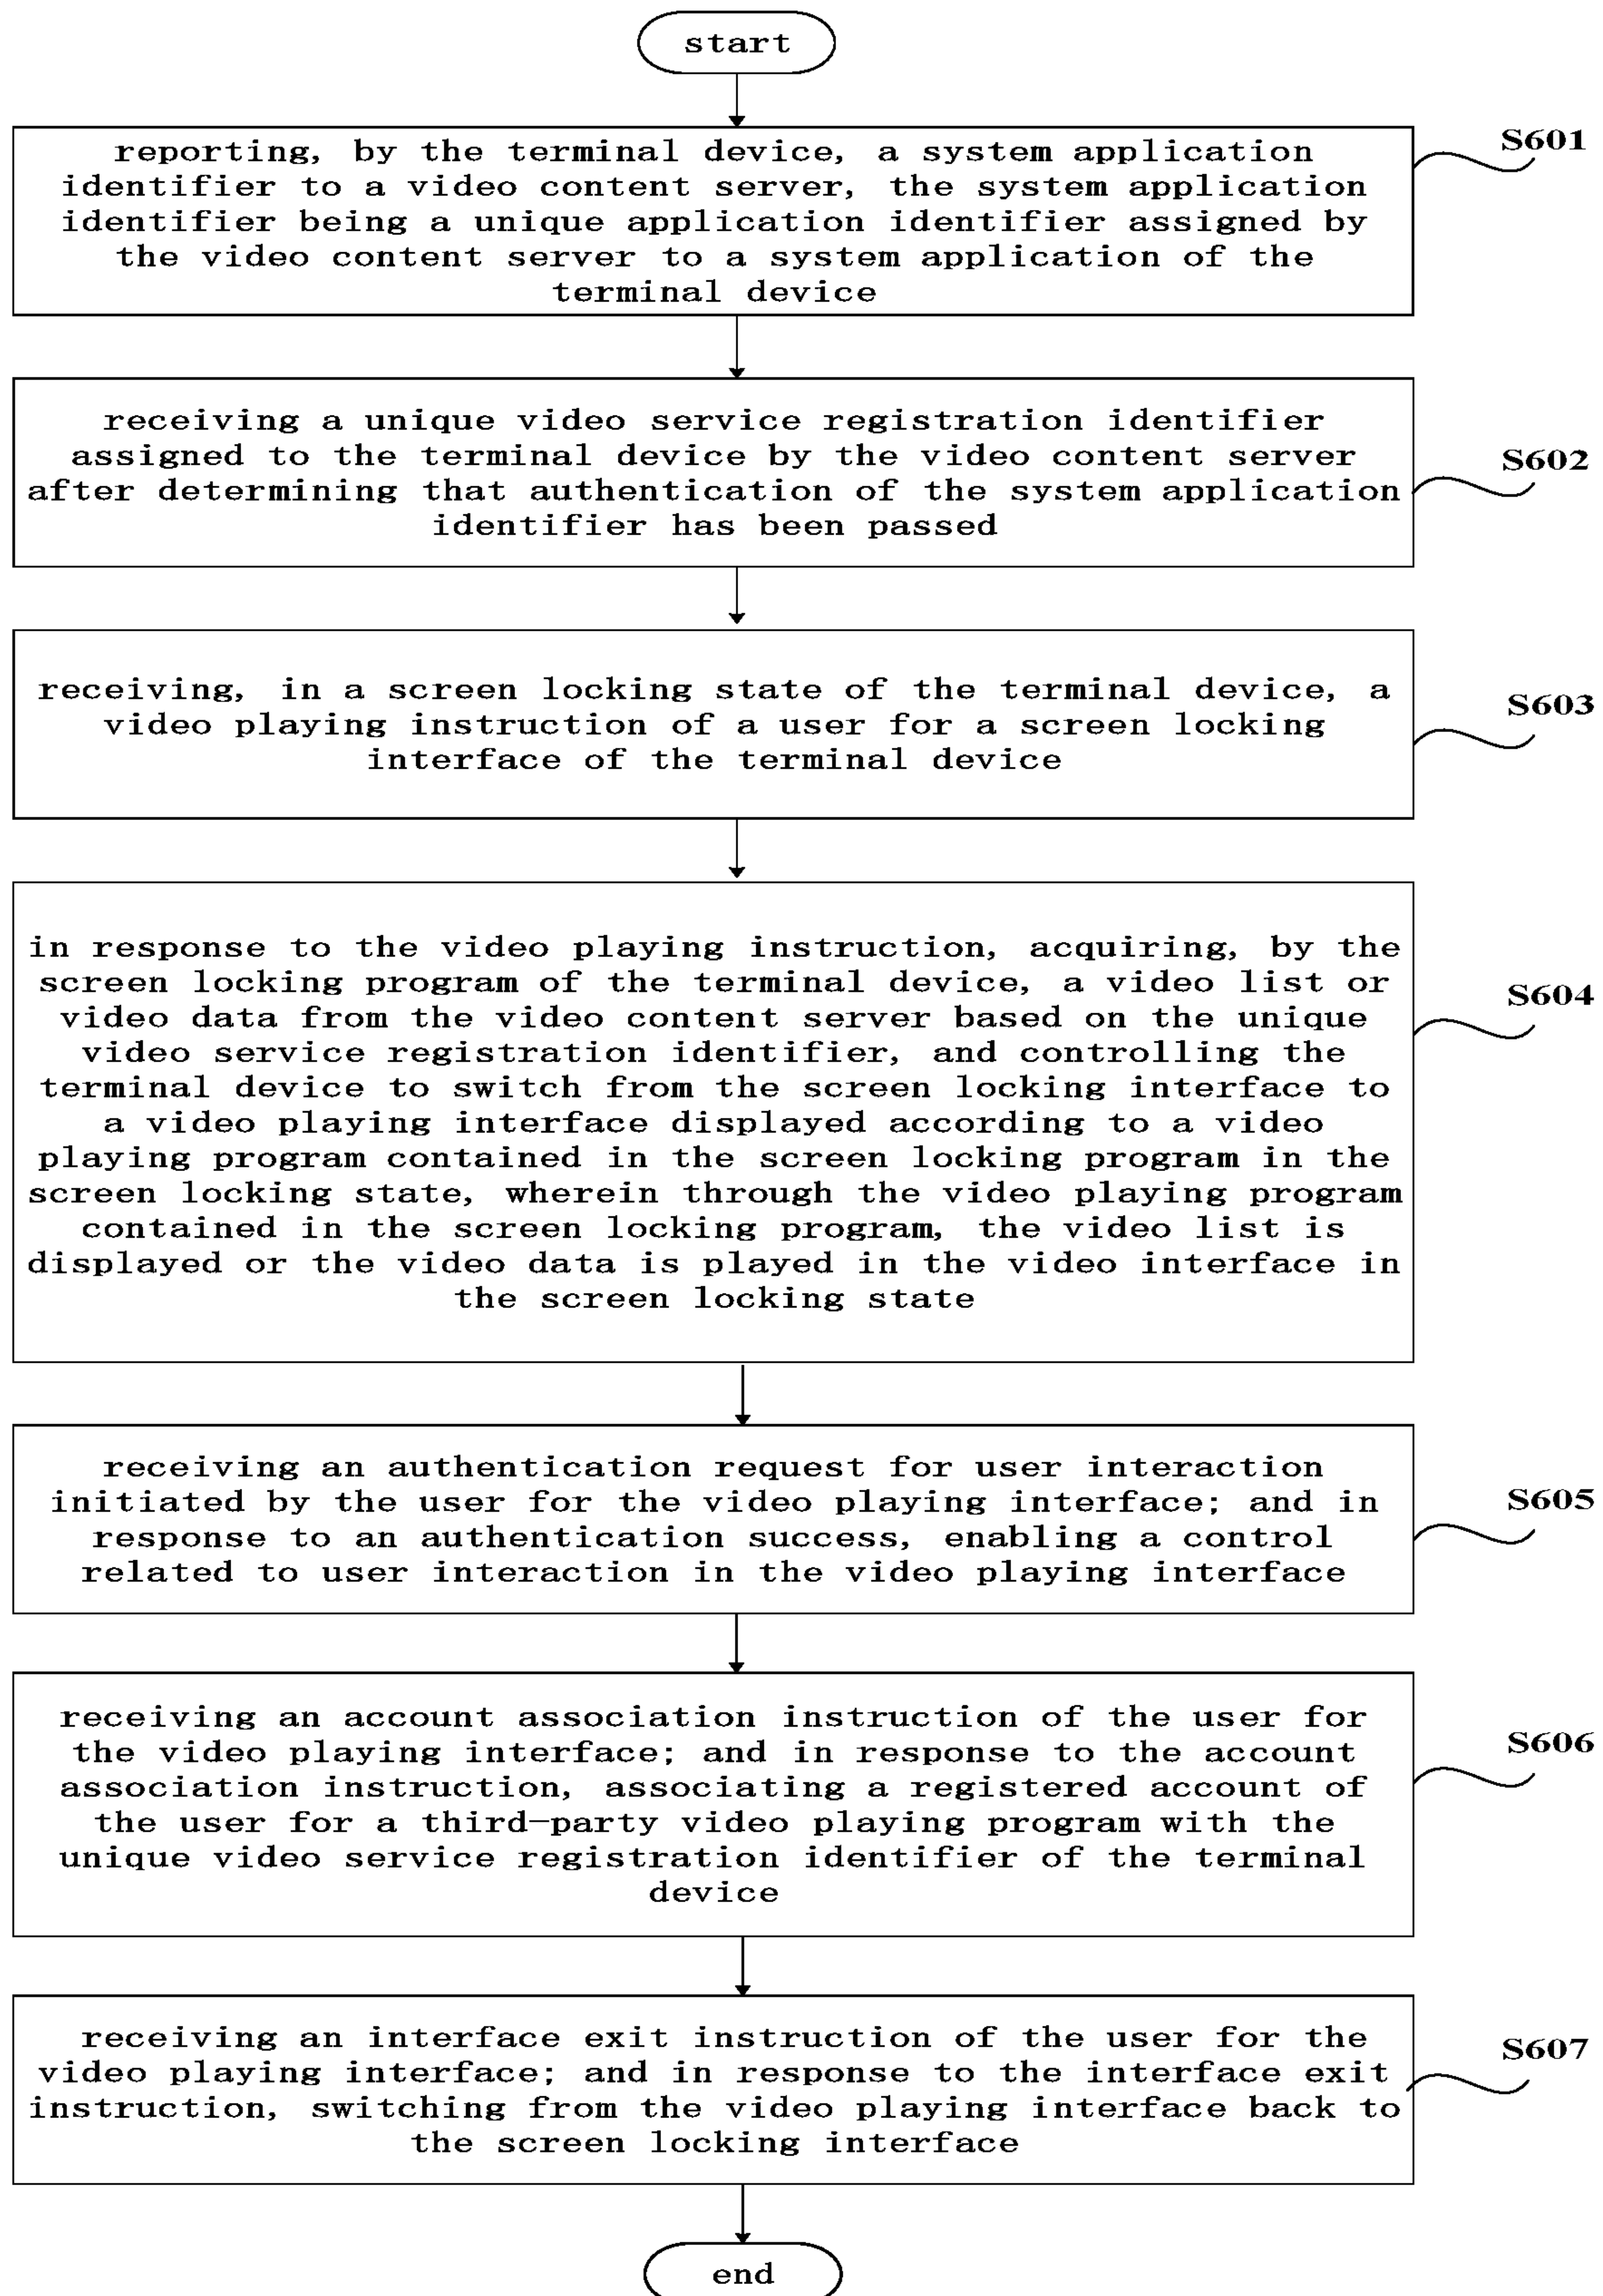 start
S601
reporting, by the terminal device, a system application
identifier to a video content server, the system application
identifier being a unique application identifier assigned by
the video content server to a system application of the
terminal device
S602
receiving a unique video service registration identifier
assigned to the terminal device by the video content server
after determining that authentication of the system application
identifier has been passed
S603
receiving, in a screen locking state of the terminal device, a
video playing instruction of a user for a screen locking
interface of the terminal device
S604
in response to the video playing instruction, acquiring, by the
screen locking program of the terminal device, a video list or
video data from the video content server based on the unique
video service registration identifier, and controlling the
terminal device to switch from the screen locking interface to
a video playing interface displayed according to a video
playing program contained in the screen locking program in the
screen locking state, wherein through the video playing program
contained in the screen locking program, the video list is
displayed or the video data is played in the video interface in
the screen locking state
S605
receiving an authentication request for user interaction
initiated by the user for the video playing interface; and in
response to an authentication success, enabling a control
related to user interaction in the video playing interface
S606
receiving an account association instruction of the user for
the video playing interface; and in response to the account
association instruction, associating a registered account of
the user for a third-party video playing program with the
unique video service registration identifier of the terminal
device
S607
receiving an interface exit instruction of the user for the
video playing interface; and in response to the interface exit
instruction, switching from the video playing interface back to
the screen locking interface
end